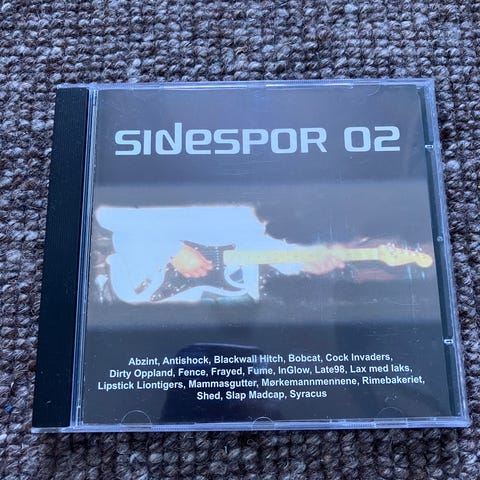 SIDESPOR 02
Abzint, Antishock, Blackwall Hitch, Bobcat, Cock Invaders,
Dirty Oppland, Fence, Frayed, Fume, InGlow, Late98, Lax med laks,
Lipstick Liontigers, Mammasgutter, Mørkemannmennene, Rimebakeriet,
Shed, Slap Madcap, Syracus